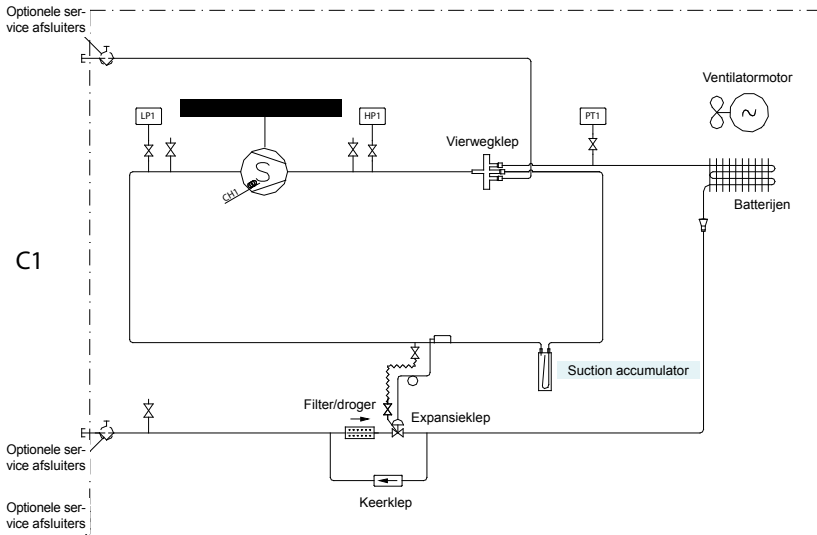 Optionele ser-
vice afsluiters
Ventilatormotor
LP1
HP1
PT1
Vierwegklep
S
CH1
Batterijen
C1
Suction accumulator
Filter/droger
Expansieklep
Optionele ser-
vice afsluiters
Keerklep
Optionele ser-
vice afsluiters